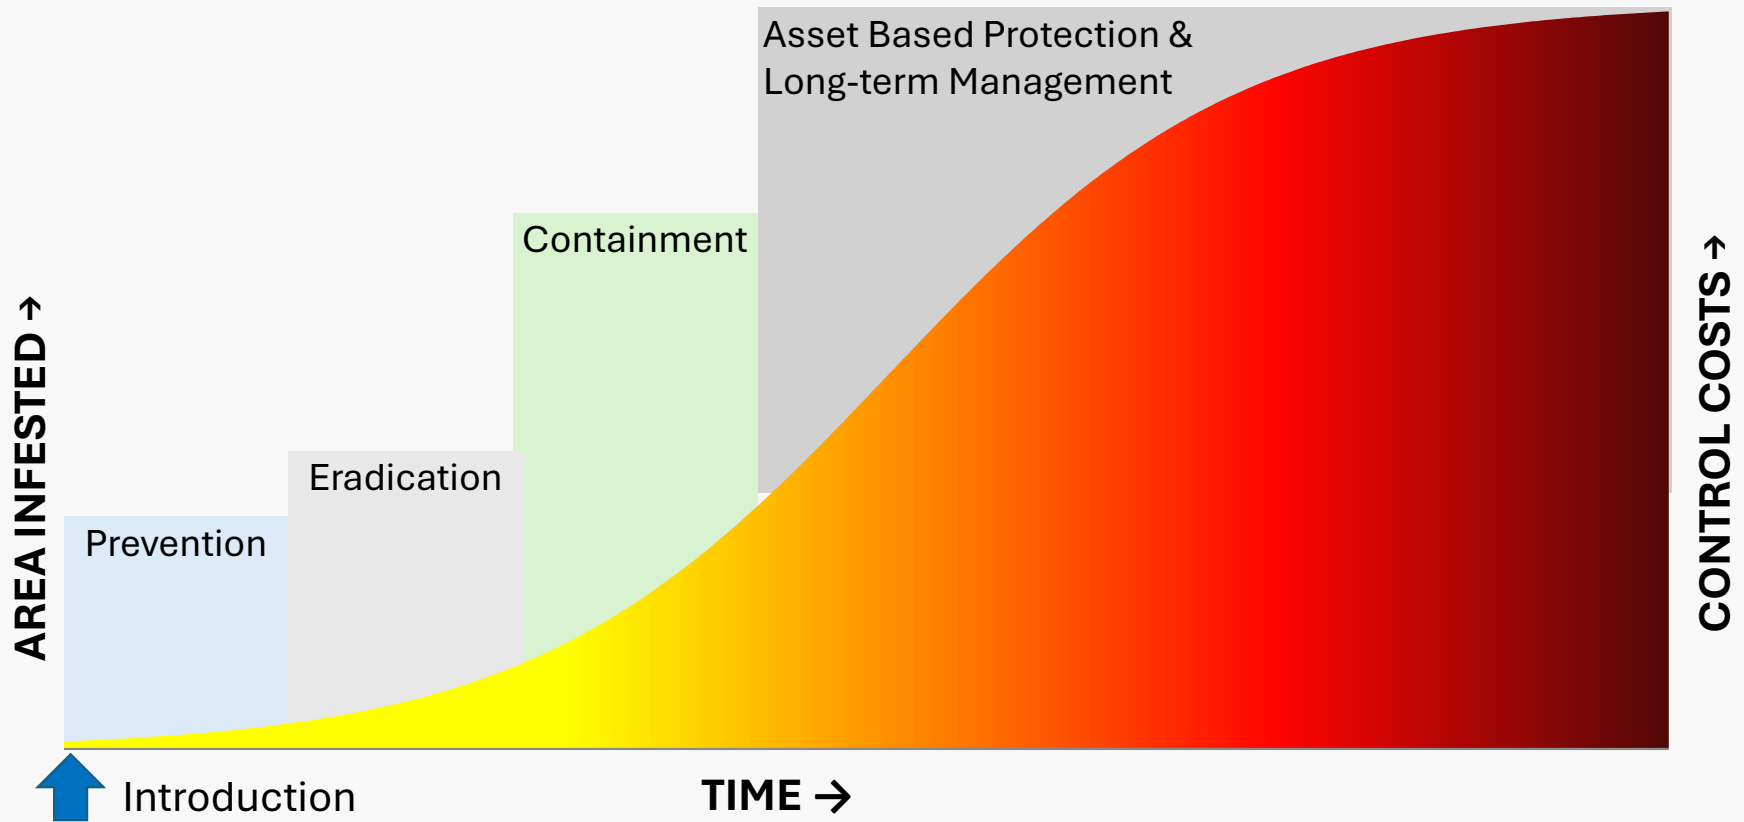 Asset Based Protection &
Long-term Management
Containment
Eradication
Prevention
AREA INFESTED →
CONTROL COSTS →
Introduction
TIME →